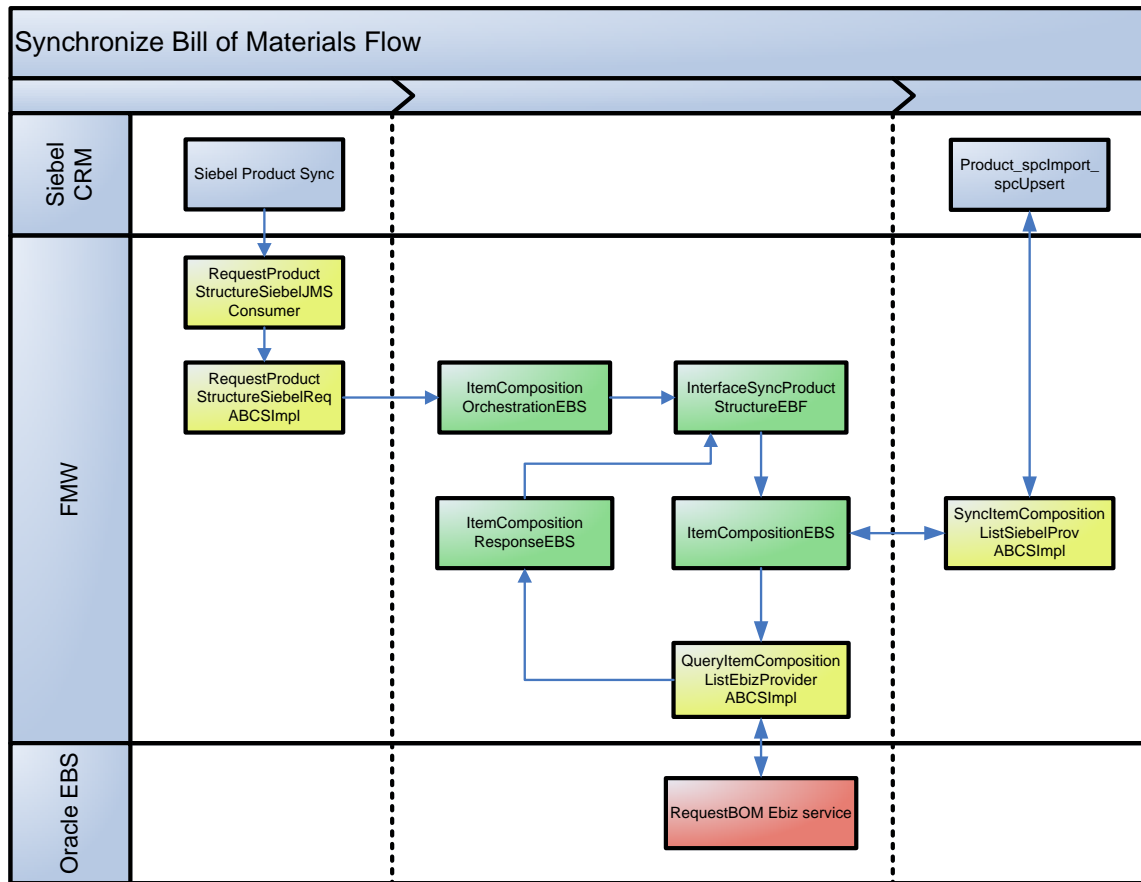 Synchronize Bill of Materials Flow
Siebel
CRM
Siebel Product Sync
Product_spcImport_
spcUpsert
FMW
RequestProduct
StructureSiebelJMS
Consumer
RequestProduct
StructureSiebelReq
ABCSImpl
ItemComposition
OrchestrationEBS
InterfaceSyncProduct
StructureEBF
ItemComposition
ResponseEBS
ItemCompositionEBS
SyncItemComposition
ListSiebelProv
ABCSImpl
QueryItemComposition
ListEbizProvider
ABCSImpl
Oracle EBS
RequestBOM Ebiz service